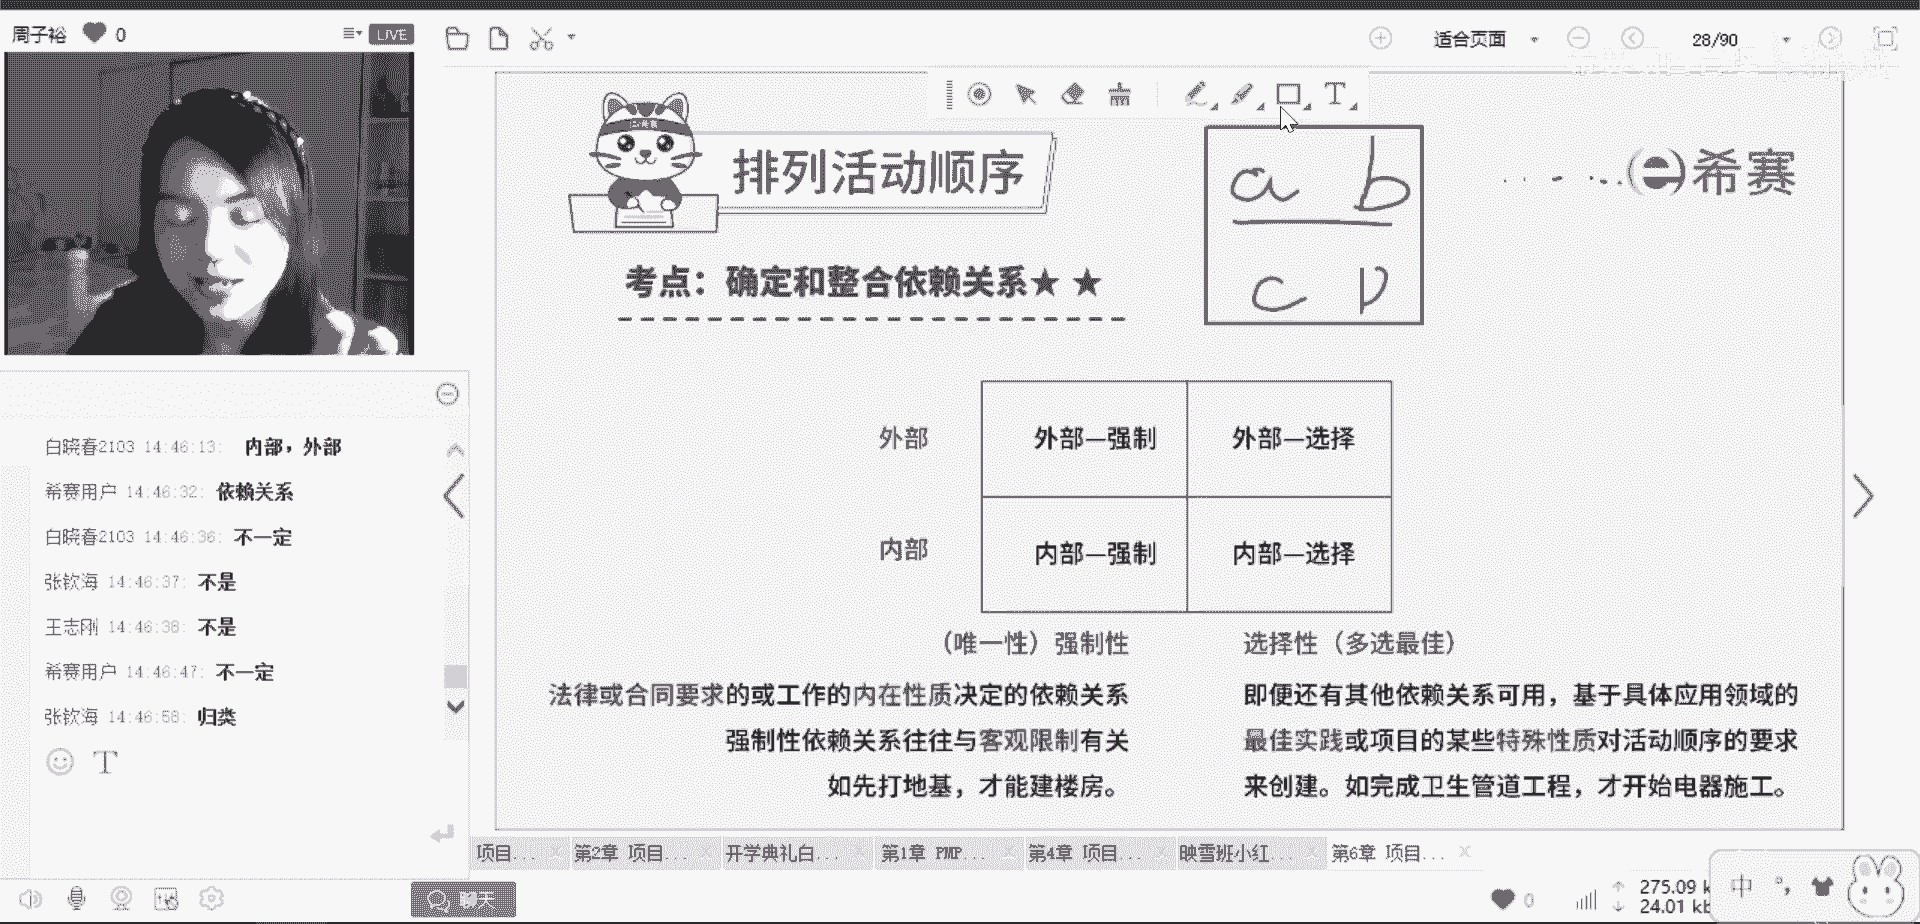 周子裕 0
LIVE
适合页面
28/90
排列活动顺序
希赛
a b
c D
考点：确定和整合依赖关系★ ★
外部
外部—强制
外部—选择
内部
内部—强制
内部—选择
（唯一性）强制性
选择性（多选最佳）
法律或合同要求的或工作的内在性质决定的依赖关系
强制性依赖关系往往与客观限制有关
如先打地基，才能建楼房。
即便还有其他依赖关系可用，基于具体应用领域的
最佳实践或项目的某些特殊性质对活动顺序的要求
来创建。如完成卫生管道工程，才开始电器施工。
白晓春2103 14:46:13: 内部，外部
希赛用户 14:46:32: 依赖关系
白晓春2103 14:46:36: 不一定
张钦海 14:46:37: 不是
王志刚 14:46:38: 不是
希赛用户 14:46:47: 不一定
张钦海 14:46:58: 归类
T
项目...
第2章 项目...
开学典礼白...
第1章 PMP...
第4章 项目...
映雪班小红...
第6章 项目...
聊天
0
275.09 k
24.01 kb
中